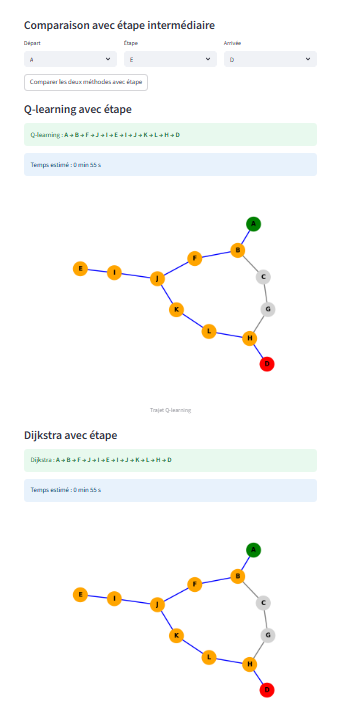 Comparaison avec étape intermédiaire
Départ Étape Arrivée
A E D
Comparer les deux méthodes avec étape
Q-learning avec étape
Q-learning : A → B → F → J → I → E → I → J → K → L → H → D
Temps estimé : 0 min 55 s
A
B
F
E
I
J
C
G
K
L
H
D
Trajet Q-learning
Dijkstra avec étape
Dijkstra : A → B → F → J → I → E → I → J → K → L → H → D
Temps estimé : 0 min 55 s
A
B
F
E
I
J
C
G
K
L
H
D